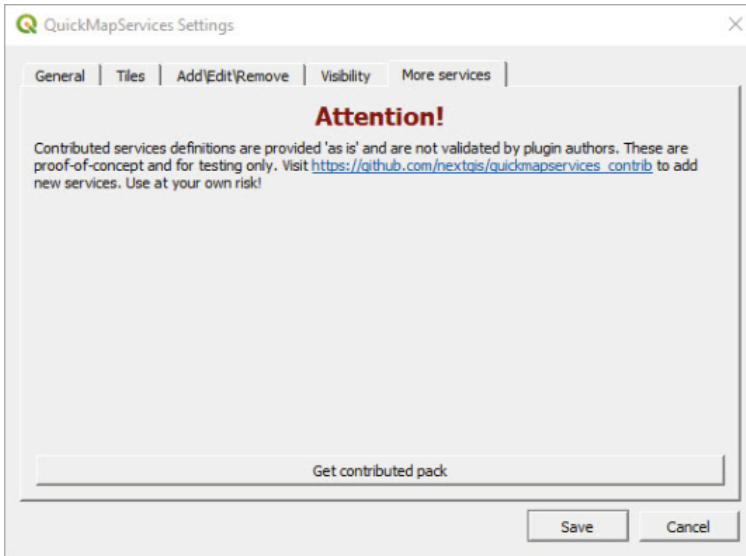 QuickMapServices Settings
General
Tiles
Add\Edit\Remove
Visibility
More services
Attention!
Contributed services definitions are provided 'as is' and are not validated by plugin authors. These are
proof-of-concept and for testing only. Visit https://github.com/nextgis/quickmapservices_contrib to add
new services. Use at your own risk!
Get contributed pack
Save
Cancel